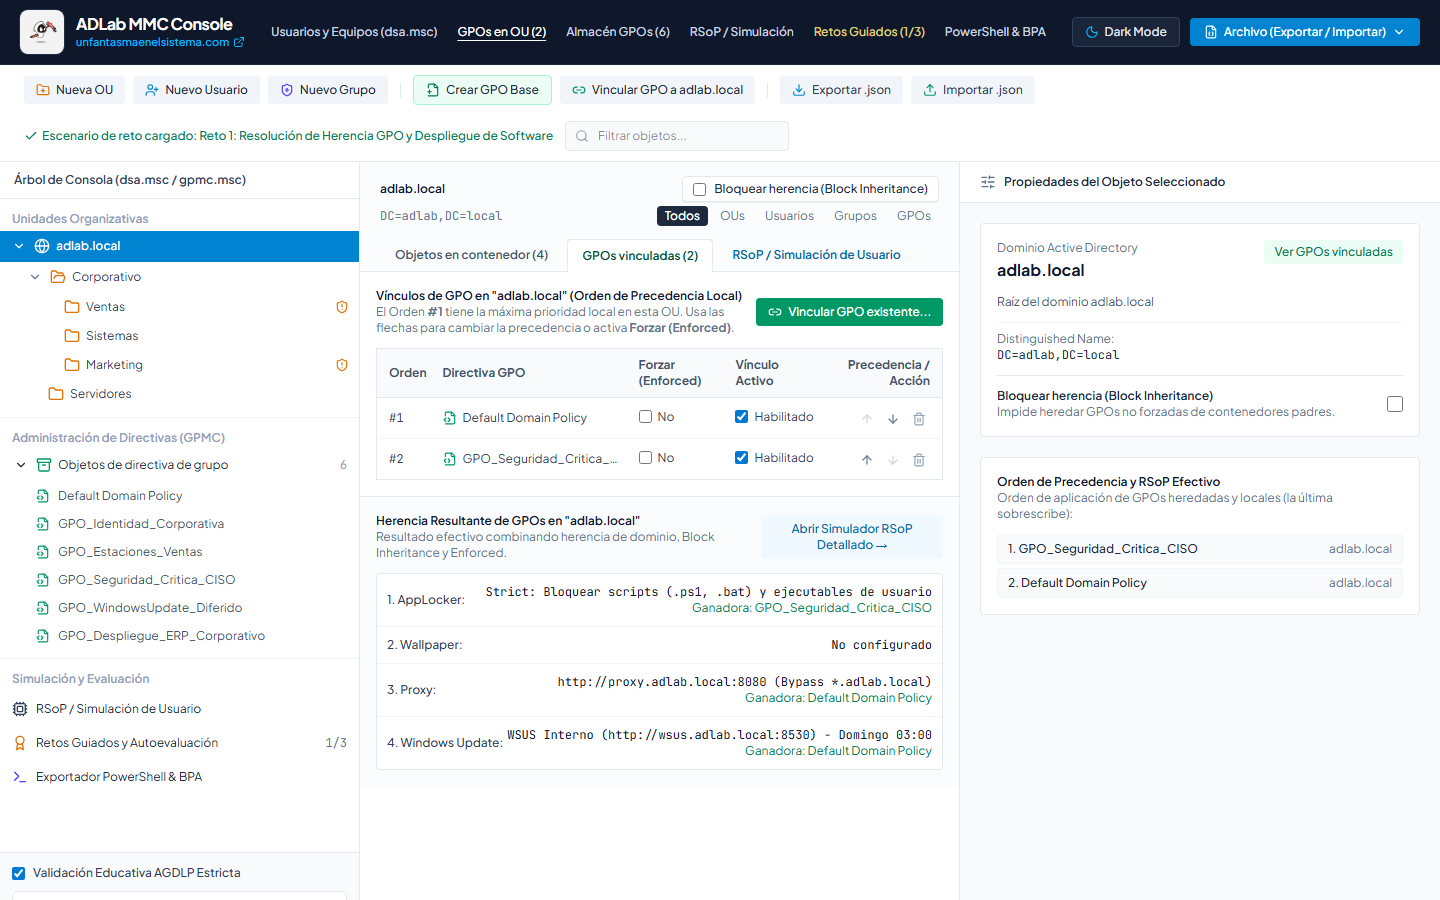 ADLab MMC Console
unfantasmaenelsistema.com
Usuarios y Equipos (dsa.msc)
GPOs en OU (2)
Almacén GPOs (6)
RSoP / Simulación
Retos Guiados (1/3)
PowerShell & BPA
Dark Mode
Archivo (Exportar / Importar)
Nueva OU
Nuevo Usuario
Nuevo Grupo
Crear GPO Base
Vincular GPO a adlab.local
Exportar .json
Importar .json
Escenario de reto cargado: Reto 1: Resolución de Herencia GPO y Despliegue de Software
Filtrar objetos...
Árbol de Consola (dsa.msc / gpmc.msc)
Unidades Organizativas
adlab.local
Corporativo
Ventas
Sistemas
Marketing
Servidores
Administración de Directivas (GPMC)
Objetos de directiva de grupo 6
Default Domain Policy
GPO_Identidad_Corporativa
GPO_Estaciones_Ventas
GPO_Seguridad_Critica_CISO
GPO_WindowsUpdate_Diferido
GPO_Despliegue_ERP_Corporativo
Simulación y Evaluación
RSoP / Simulación de Usuario
Retos Guiados y Autoevaluación 1/3
Exportador PowerShell & BPA
Validación Educativa AGDLP Estricta
adlab.local
Bloquear herencia (Block Inheritance)
DC=adlab,DC=local
Todos OUs Usuarios Grupos GPOs
Objetos en contenedor (4)
GPOs vinculadas (2)
RSoP / Simulación de Usuario
Vínculos de GPO en "adlab.local" (Orden de Precedencia Local)
El Orden #1 tiene la máxima prioridad local en esta OU. Usa las
flechas para cambiar la precedencia o activa Forzar (Enforced).
Vincular GPO existente...
Orden Directiva GPO Forzar (Enforced) Vínculo Activo Precedencia / Acción
#1 Default Domain Policy No Habilitado
#2 GPO_Seguridad_Critica_... No Habilitado
Herencia Resultante de GPOs en "adlab.local"
Resultado efectivo combinando herencia de dominio, Block
Inheritance y Enforced.
Abrir Simulador RSoP
Detallado →
1. AppLocker: Strict: Bloquear scripts (.ps1, .bat) y ejecutables de usuario
Ganadora: GPO_Seguridad_Critica_CISO
2. Wallpaper: No configurado
3. Proxy: http://proxy.adlab.local:8080 (Bypass *.adlab.local)
Ganadora: Default Domain Policy
4. Windows Update: WSUS Interno (http://wsus.adlab.local:8530) - Domingo 03:00
Ganadora: Default Domain Policy
Propiedades del Objeto Seleccionado
Dominio Active Directory
adlab.local
Ver GPOs vinculadas
Raíz del dominio adlab.local
Distinguished Name:
DC=adlab,DC=local
Bloquear herencia (Block Inheritance)
Impide heredar GPOs no forzadas de contenedores padres.
Orden de Precedencia y RSoP Efectivo
Orden de aplicación de GPOs heredadas y locales (la última
sobrescribe):
1. GPO_Seguridad_Critica_CISO adlab.local
2. Default Domain Policy adlab.local